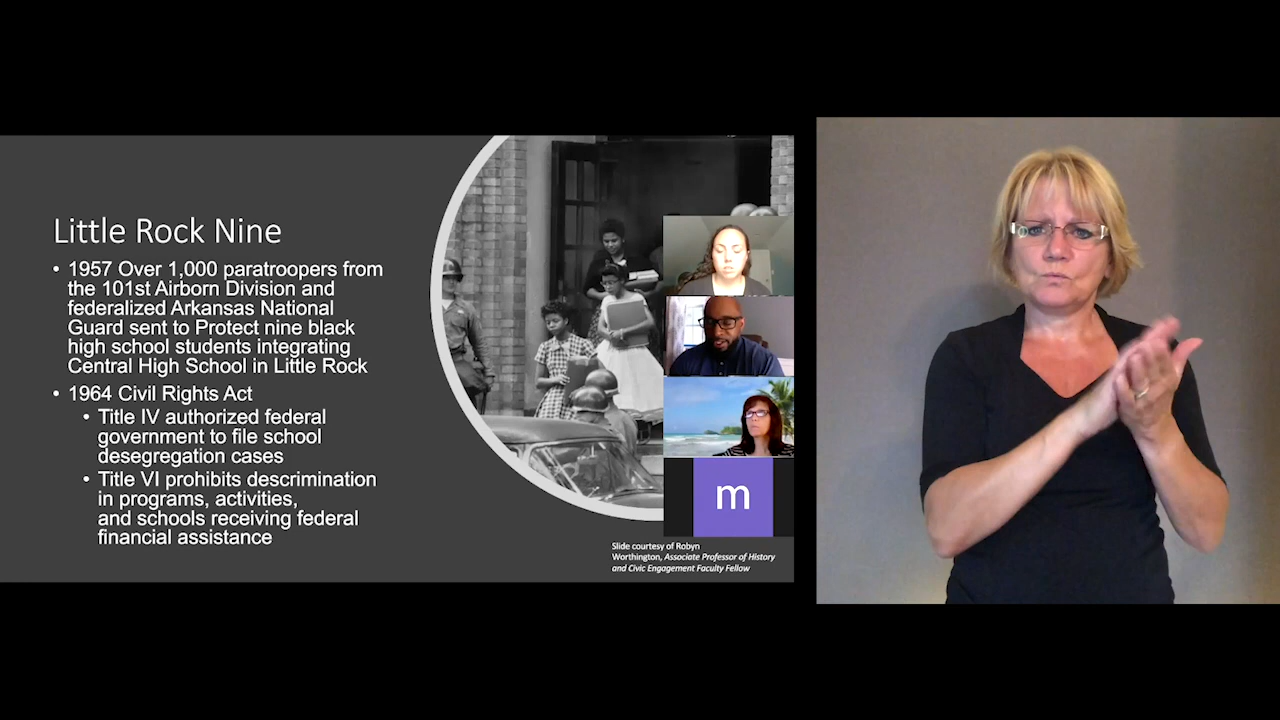 Little Rock Nine
• 1957 Over 1,000 paratroopers from
the 101st Airborn Division and
federalized Arkansas National
Guard sent to Protect nine black
high school students integrating
Central High School in Little Rock
• 1964 Civil Rights Act
• Title IV authorized federal
government to file school
desegregation cases
• Title VI prohibits descrimination
in programs, activities,
and schools receiving federal
financial assistance
m
Slide courtesy of Robyn
Worthington, Associate Professor of History
and Civic Engagement Faculty Fellow